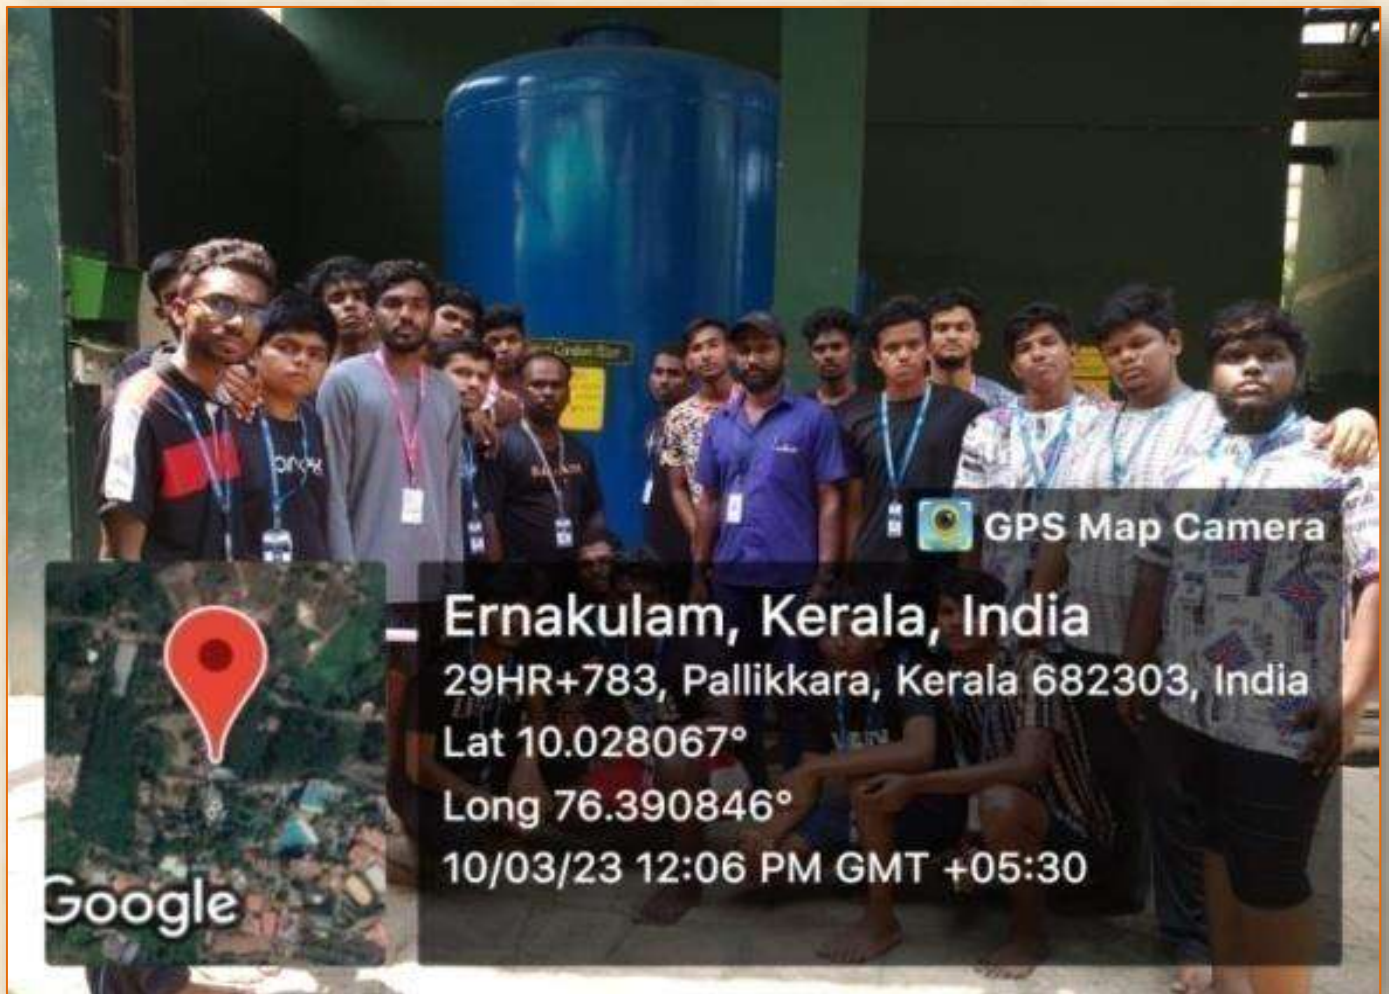 GPS Map Camera
Ernakulam, Kerala, India
29HR+783, Pallikkara, Kerala 682303, India
Lat 10.028067°
Long 76.390846°
10/03/23 12:06 PM GMT +05:30
Google